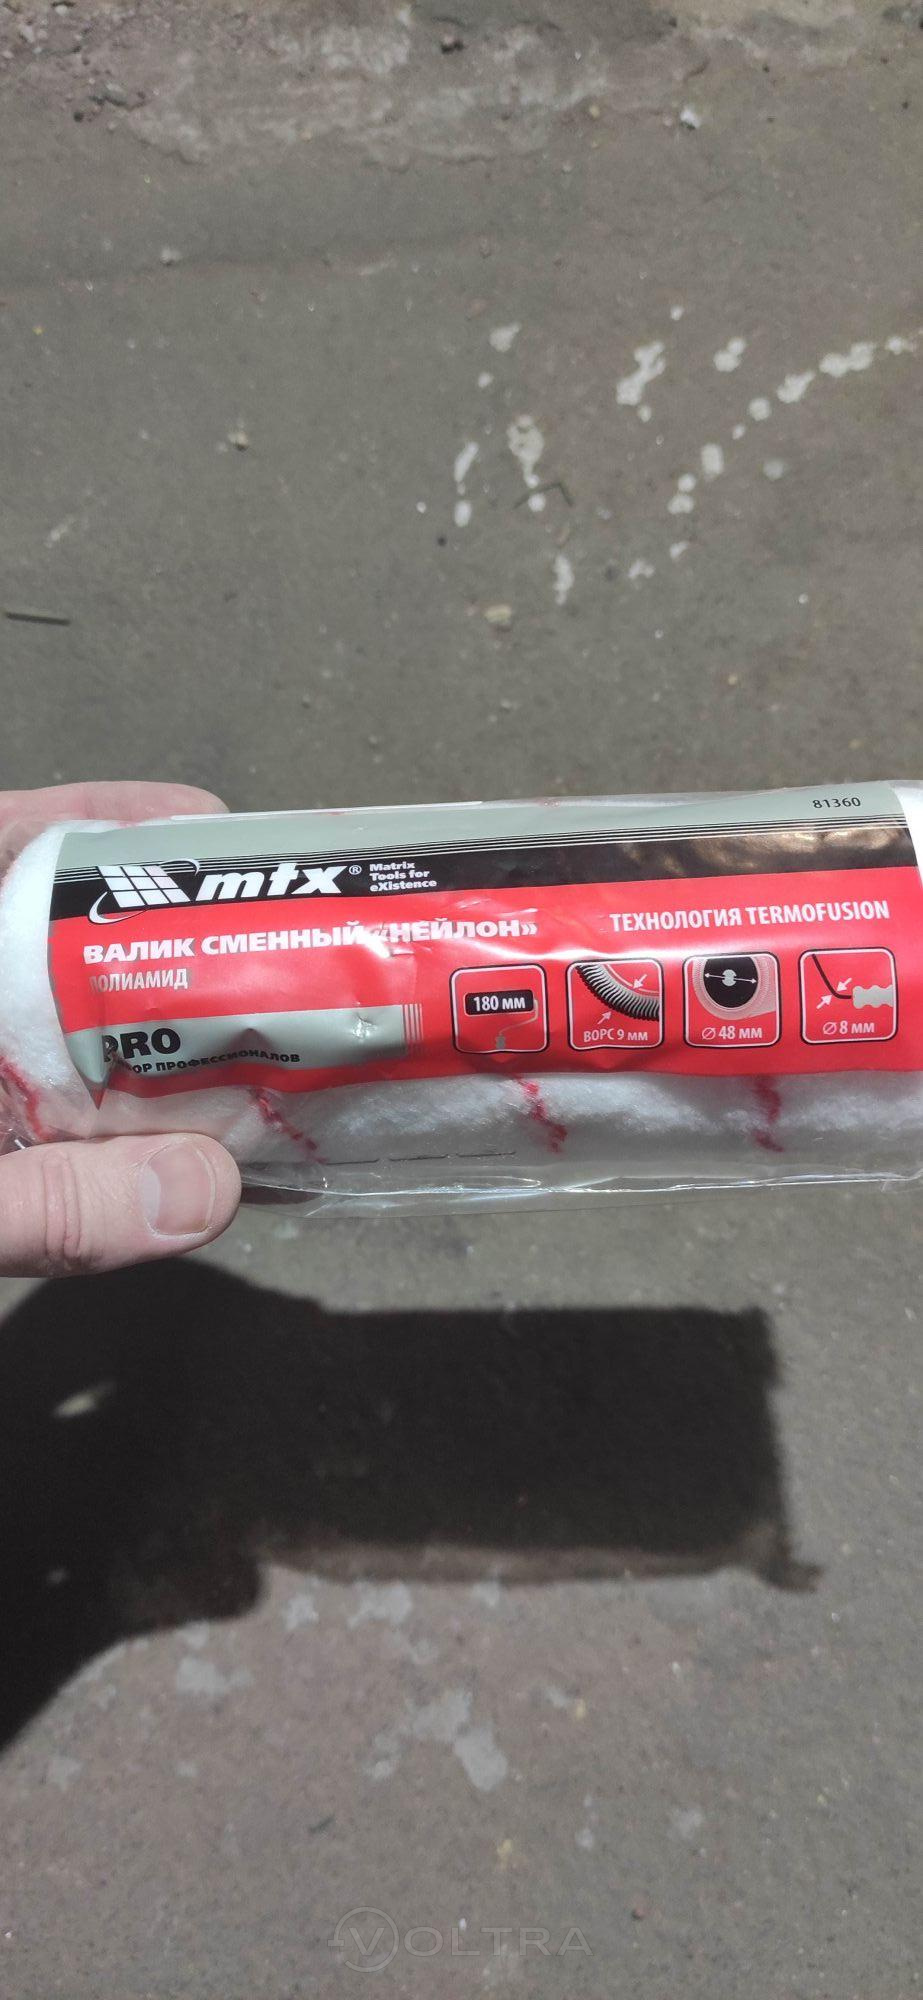 81360
mtx® Matrix
Tools for
eXistence
ВАЛИК СМЕННЫЙ «НЕЙЛОН»
ТЕХНОЛОГИЯ TERMOFUSION
ПОЛИАМИД
180 ММ
ВОРС 9 ММ
Ø 48 ММ
Ø 8 ММ
PRO
ПРОФЕССИОНАЛОВ
VOLTRA